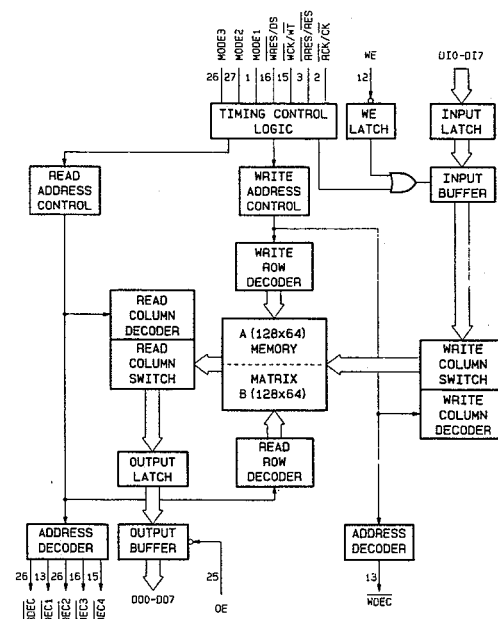 MODE3
MODE2
MODE1
WRES/DS
WCK/WT
RRES/RES
RCK/CK
26
27
1
16
15
3
2
WE
12
DI0-DI7
TIMING CONTROL
LOGIC
WE
LATCH
INPUT
LATCH
READ
ADDRESS
CONTROL
WRITE
ADDRESS
CONTROL
INPUT
BUFFER
WRITE
ROW
DECODER
READ
COLUMN
DECODER
READ
COLUMN
SWITCH
A (128x64)
MEMORY
MATRIX
B (128x64)
WRITE
COLUMN
SWITCH
WRITE
COLUMN
DECODER
OUTPUT
LATCH
READ
ROW
DECODER
ADDRESS
DECODER
OUTPUT
BUFFER
ADDRESS
DECODER
26
13
26
16
15
25
13
DEC1
DEC2
DEC3
DEC4
DO0-DO7
OE
WDEC